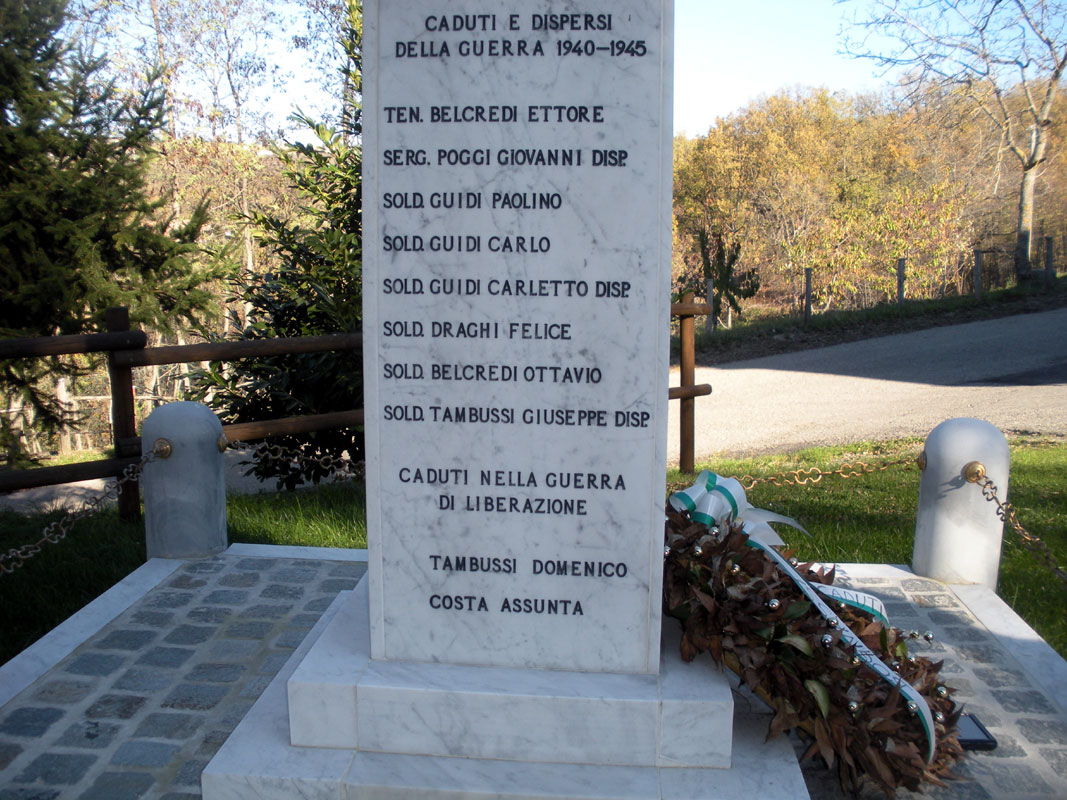 CADUTI E DISPERSI
DELLA GUERRA 1940-1945
TEN. BELCREDI ETTORE
SERG. POGGI GIOVANNI DISP.
SOLD. GUIDI PAOLINO
SOLD. GUIDI CARLO
SOLD. GUIDI CARLETTO DISP.
SOLD. DRAGHI FELICE
SOLD. BELCREDI OTTAVIO
SOLD. TAMBUSSI GIUSEPPE DISP.
CADUTI NELLA GUERRA
DI LIBERAZIONE
TAMBUSSI DOMENICO
COSTA ASSUNTA
CADUTI